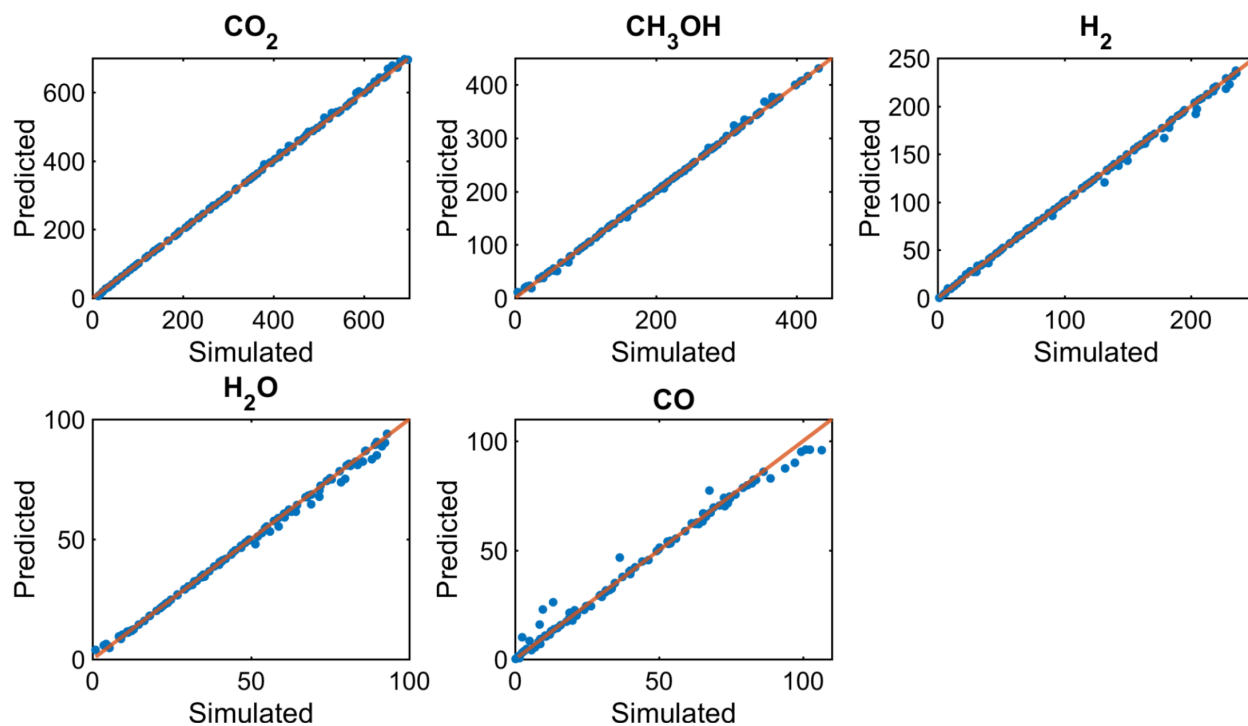 CO₂
Predicted
600
400
200
0
0 200 400 600
Simulated
CH₃OH
Predicted
400
300
200
100
0
0 200 400
Simulated
H₂
Predicted
250
200
150
100
50
0
0 100 200
Simulated
H₂O
Predicted
100
50
0
0 50 100
Simulated
CO
Predicted
100
50
0
0 50 100
Simulated